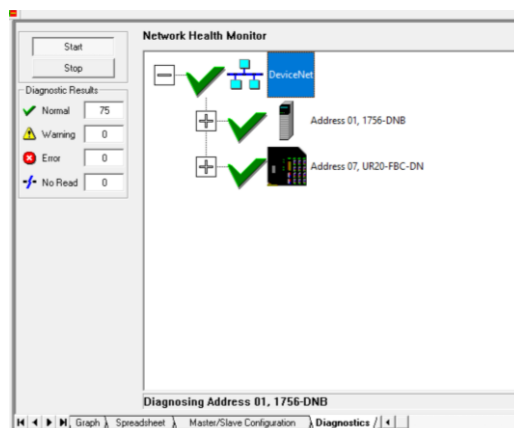 Network Health Monitor
Start
Stop
Diagnostic Results
Normal 75
Warning 0
Error 0
No Read 0
DeviceNet
Address 01, 1756-DNB
Address 07, UR20-FBC-DN
Diagnosing Address 01, 1756-DNB
Graph Spreadsheet Master/Slave Configuration Diagnostics